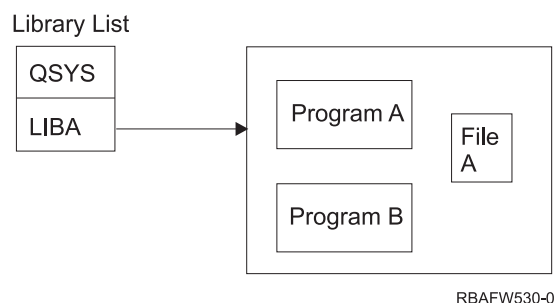 Library List
QSYS
LIBA
Program A
File
A
Program B
RBAFW530-0